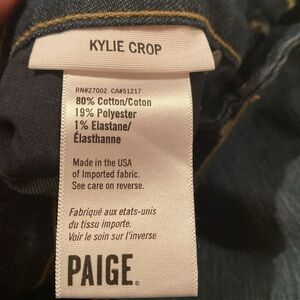 KYLIE CROP
RN#27002 CA#51217
80% Cotton/Coton
19% Polyester
1% Elastane/
Élasthanne
Made in the USA
of Imported fabric.
See care on reverse.
Fabriqué aux etats-unis
du tissu importe.
Voir le soin sur l'inverse
PAIGE®